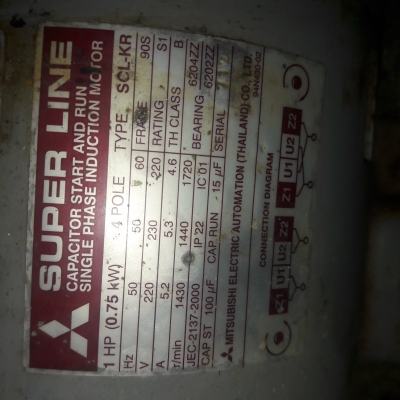 SUPER LINE
CAPACITOR START AND RUN
SINGLE PHASE INDUCTION MOTOR
1 HP (0.75 kW) 4 POLE TYPE SCL-KR
Hz 50 50 60 FRAME 90S
V 220 230 220 RATING S1
A 5.2 5.3 4.6 TH CLASS B
r/min 1430 1440 1720 BEARING 6204ZZ
JEC-2137-2000 IP 22 IC 01 6202ZZ
CAP ST 100 µF CAP RUN 15 µF SERIAL
MITSUBISHI ELECTRIC AUTOMATION (THAILAND) CO., LTD.
CONNECTION DIAGRAM
U1 U2 Z2 Z1 U1 U2 Z2